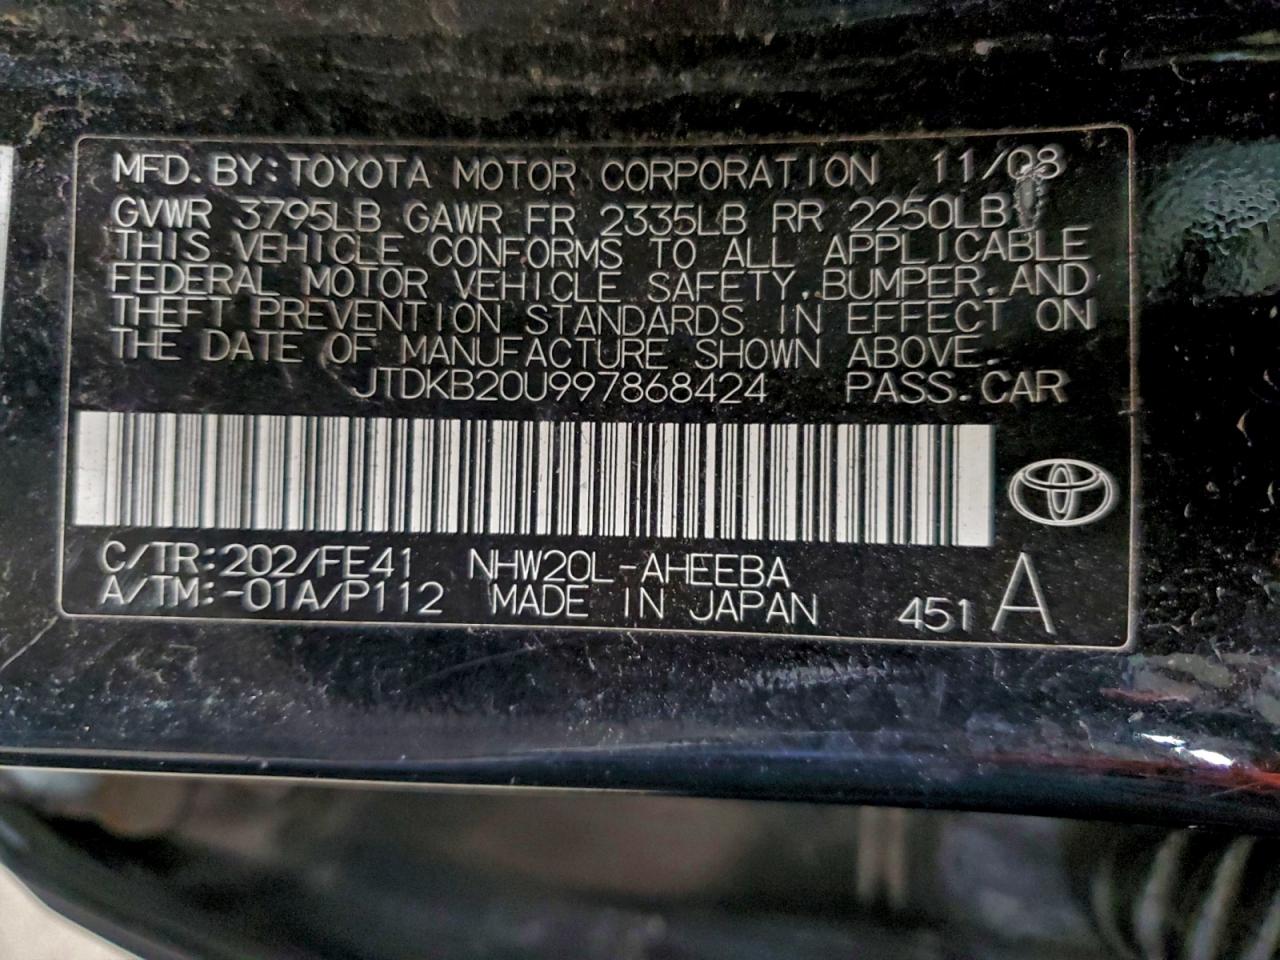 MFD. BY: TOYOTA MOTOR CORPORATION 11/08
GVWR 3795LB GAWR FR 2335LB RR 2250LB
THIS VEHICLE CONFORMS TO ALL APPLICABLE
FEDERAL MOTOR VEHICLE SAFETY, BUMPER, AND
THEFT PREVENTION STANDARDS IN EFFECT ON
THE DATE OF MANUFACTURE SHOWN ABOVE.
JTDKB20U997868424 PASS. CAR
C/TR: 202/FE41 NHW20L-AHEEBA
A/TM: -01A/P112 MADE IN JAPAN 451 A